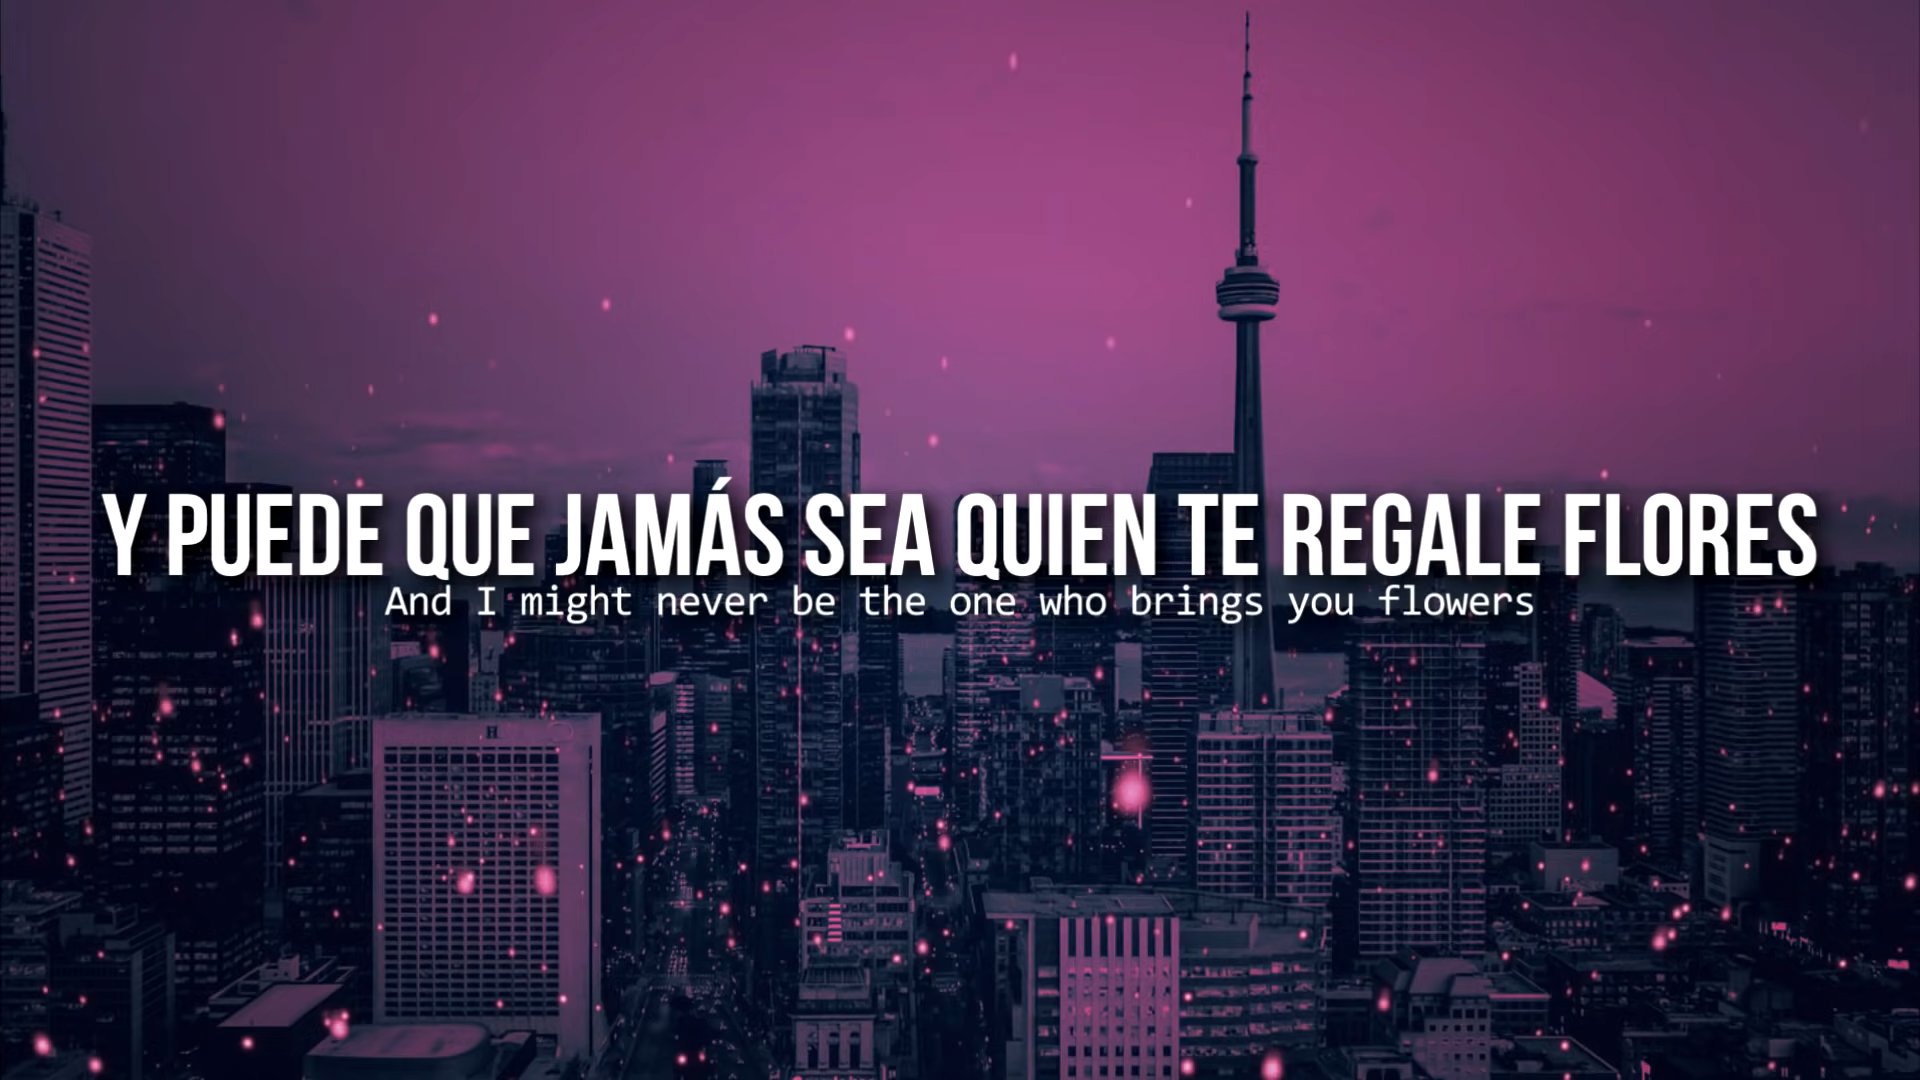 Y PUEDE QUE JAMÁS SEA QUIEN TE REGALE FLORES
And I might never be the one who brings you flowers
H